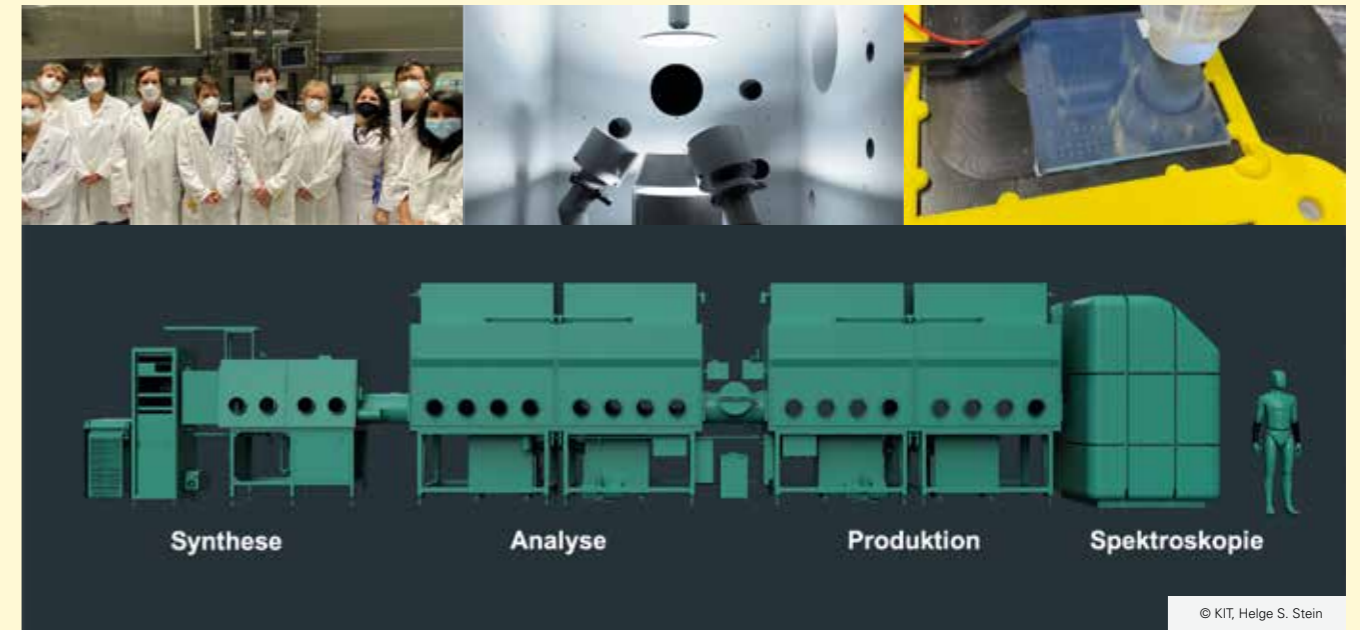 Synthese Analyse Produktion Spektroskopie
© KIT, Helge S. Stein